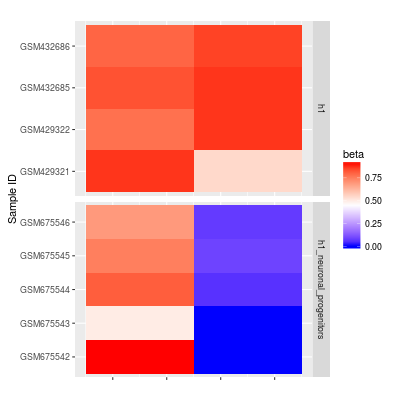 GSM432686
GSM432685
GSM429322
GSM429321
h1
GSM675546
GSM675545
GSM675544
GSM675543
GSM675542
h1_neuronal_progenitors
Sample ID
beta
0.75
0.50
0.25
0.00